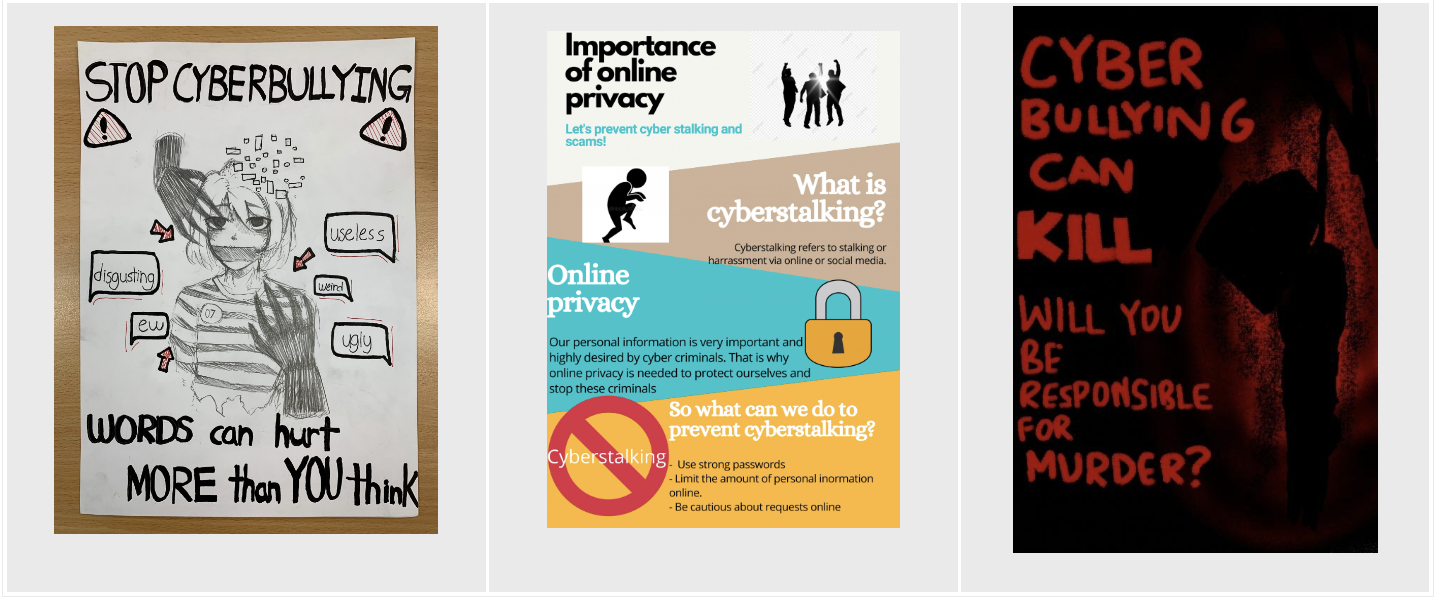 STOP CYBERBULLYING
!
!
useless
disgusting
weird
ew
07
ugly
WORDS can hurt
MORE than YOU think
Importance
of online
privacy
Let's prevent cyber stalking and
scams!
What is
cyberstalking?
Cyberstalking refers to stalking or
harrassment via online or social media.
Online
privacy
Our personal information is very important and
highly desired by cyber criminals. That is why
online privacy is needed to protect ourselves and
stop these criminals
Cyberstalking
So what can we do to
prevent cyberstalking?
- Use strong passwords
- Limit the amount of personal inormation
online.
- Be cautious about requests online
CYBER
BULLYING
CAN
KILL
WILL YOU
BE
RESPONSIBLE
FOR
MURDER?